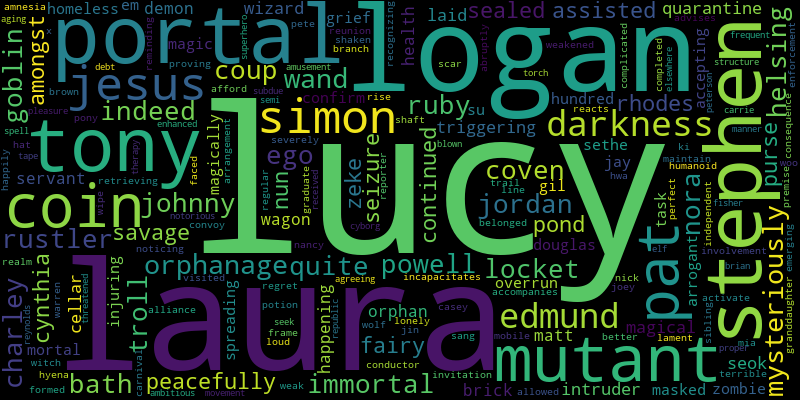 lucy
laura
logan
stephen
portal
tony
mutant
simon
coin
jesus
pat
darkness
edmund
coven
jordan
locket
goblin
indeed
wand
coup
ruby
sealed
assisted
helsing
quarantine
wizard
demon
homeless
em
amongst
magic
pete
grief
shaken
branch
recognizing
health
laid
superhero
reunion
reminding
amnesia
aging
x
brown
debt
proving
amusement
weakened
scar
abruptly
torch
complicated
completed
elsewhere
accepting
advises
frequent
structure
enforcement
peterson
carrie
consequence
hundred
rhodes
purse
confirm
rise
afford
subdue
semi
pleasure
pony
spell
hat
tape
enhanced
therapy
wipe
servant
retrieving
notorious
faced
magically
arrangement
ego
severely
shaft
triggering
su
reacts
sethe
blown
ki
maintain
manner
premises
humanoid
jay
hwa
happily
johnny
savage
rustler
convoy
regular
graduate
nun
received
zeke
reporter
seizure
continued
trail
line
gil
belonged
pond
douglas
task
perfect
elf
nora
arrogant
independent
fisher
involvement
emerging
mysteriously
wagon
nancy
cyborg
noticing
orphanage
quite
powell
agreeing
incapacitates
accompanies
overrun
nick
joey
brian
activate
sibling
granddaughter
charley
realm
cynthia
reynolds
warren
cellar
threatened
injuring
troll
visited
regret
potion
alliance
spreading
seek
frame
loud
lonely
happening
republic
orphan
wolf
jin
casey
fairy
sang
mobile
conductor
invitation
matt
better
magical
lament
mia
proper
mortal
witch
hyena
formed
bath
carnival
ambitious
peacefully
movement
weak
immortal
brick
allowed
intruder
masked
seok
terrible
zombie